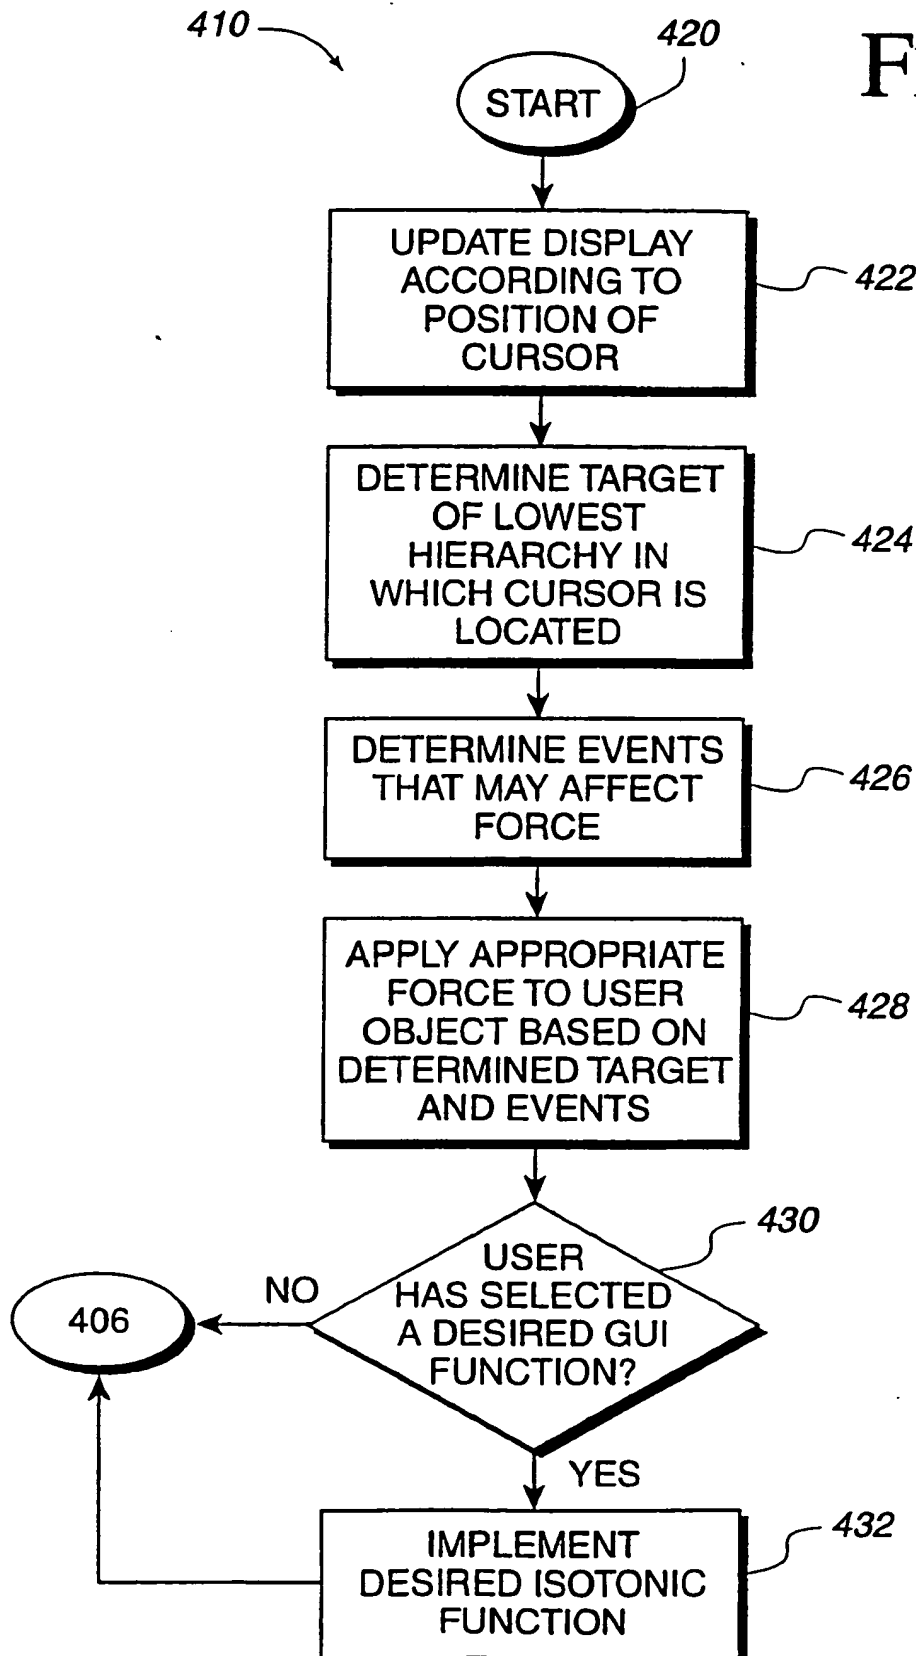 410
420
START
UPDATE DISPLAY
ACCORDING TO
POSITION OF
CURSOR
422
DETERMINE TARGET
OF LOWEST
HIERARCHY IN
WHICH CURSOR IS
LOCATED
424
DETERMINE EVENTS
THAT MAY AFFECT
FORCE
426
APPLY APPROPRIATE
FORCE TO USER
OBJECT BASED ON
DETERMINED TARGET
AND EVENTS
428
430
USER
HAS SELECTED
A DESIRED GUI
FUNCTION?
NO
406
YES
IMPLEMENT
DESIRED ISOTONIC
FUNCTION
432